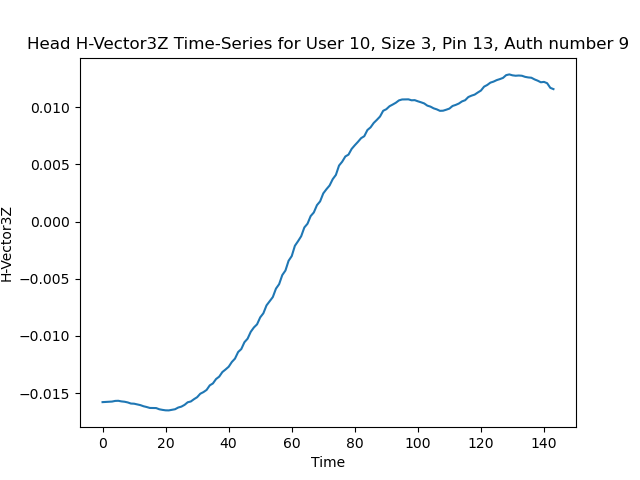 Head H-Vector3Z Time-Series for User 10, Size 3, Pin 13, Auth number 9
H-Vector3Z
0.010
0.005
0.000
−0.005
−0.010
−0.015
0 20 40 60 80 100 120 140
Time